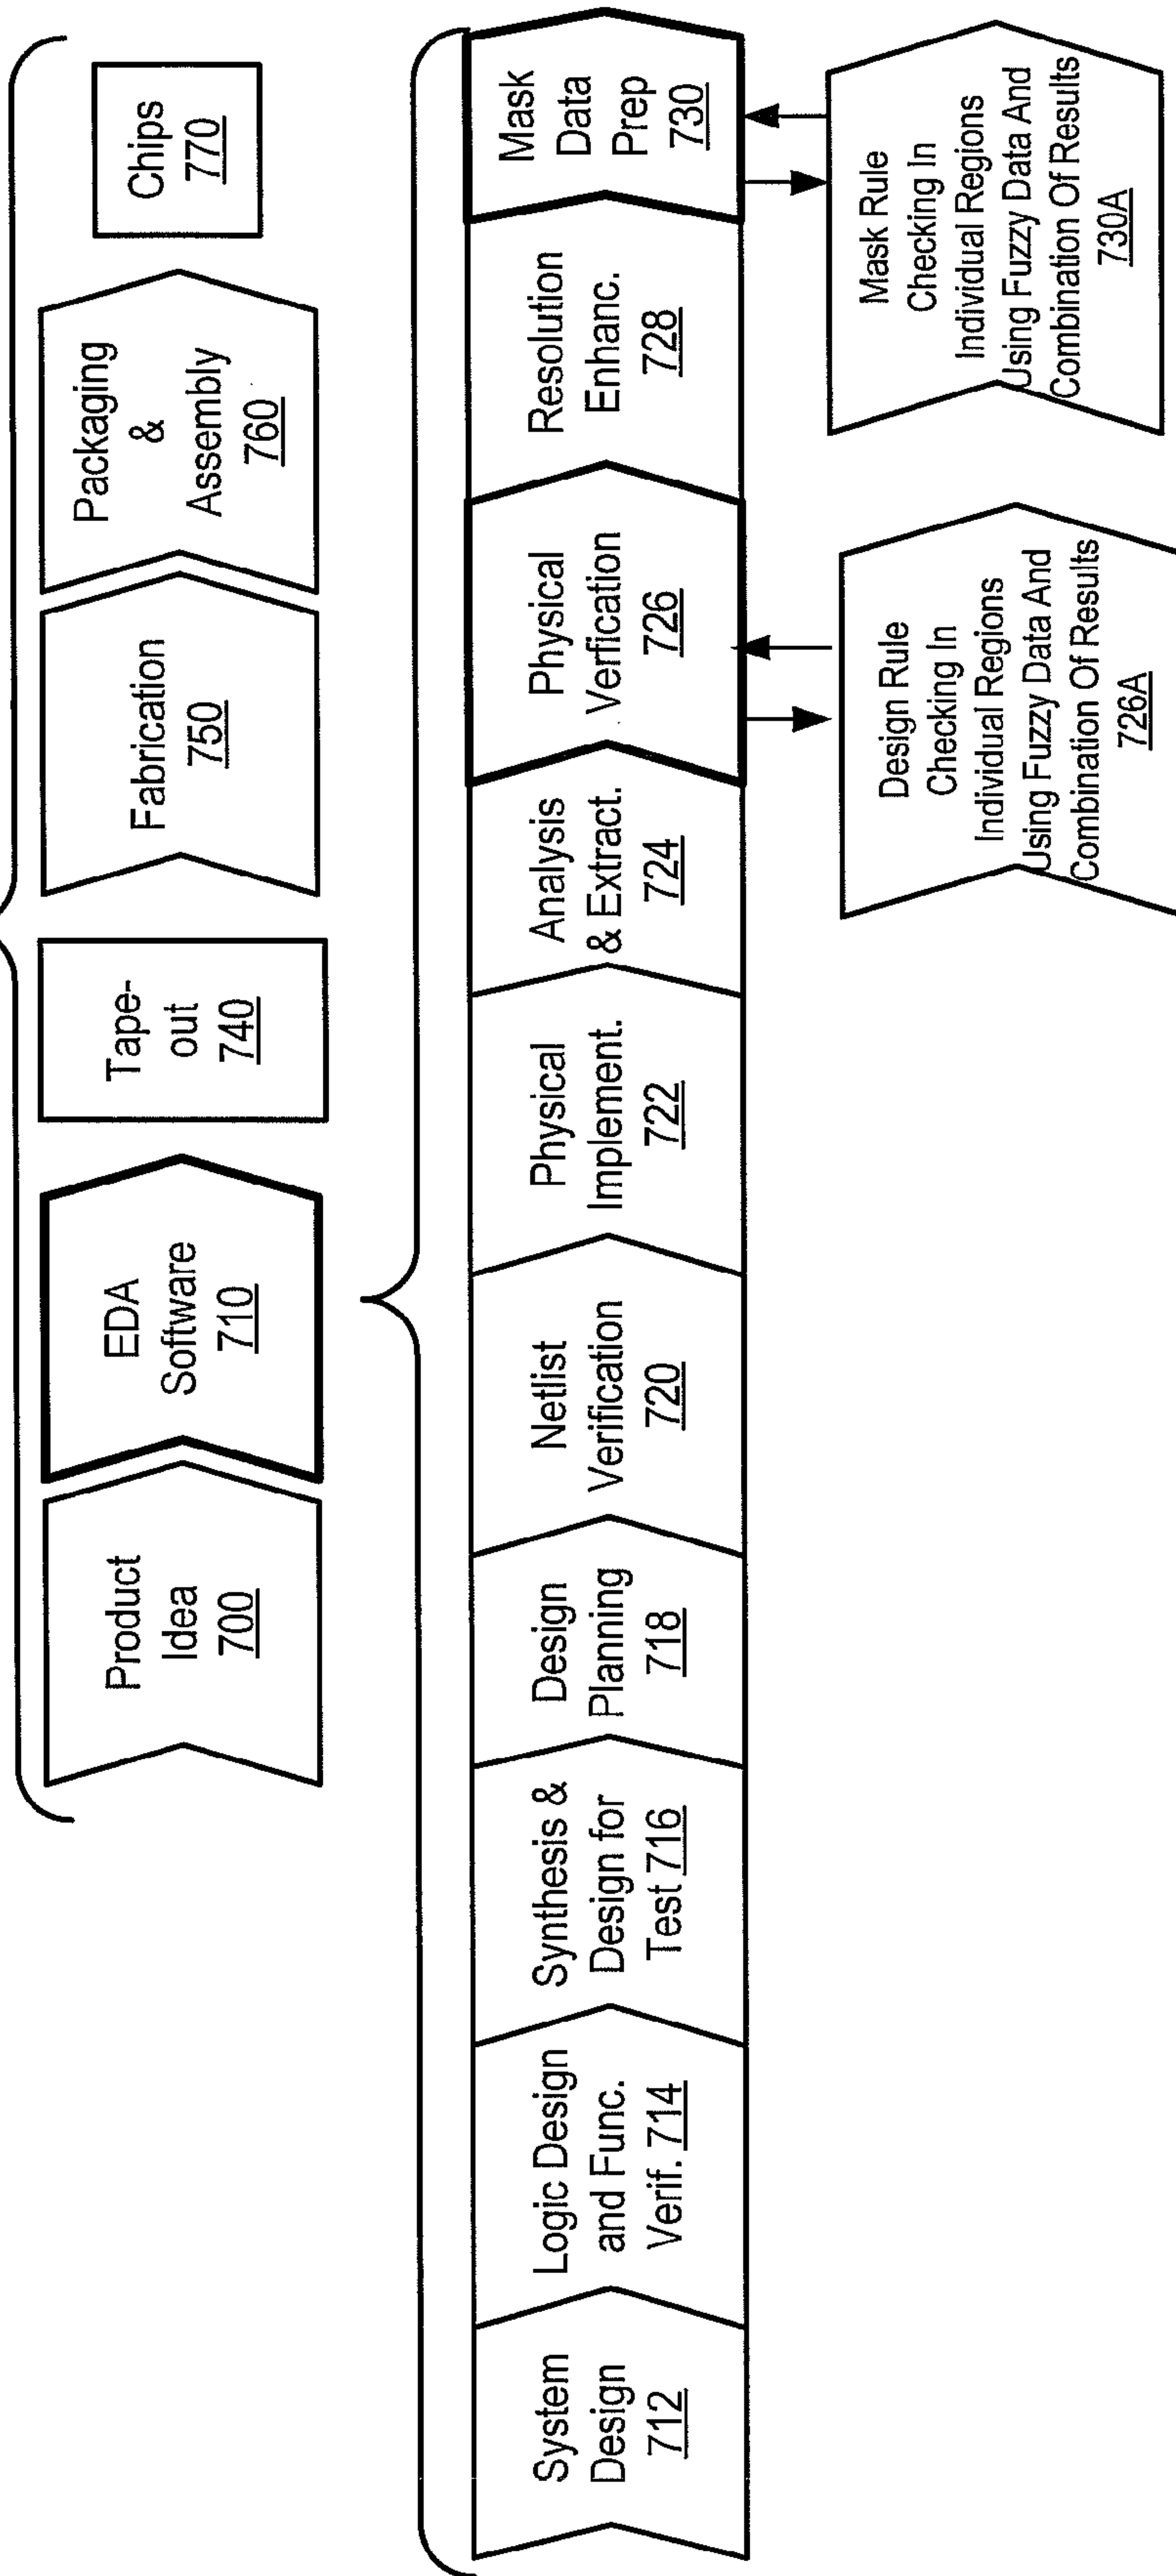 Product
Idea
700
EDA
Software
710
Tape-
out
740
Fabrication
750
Packaging
&
Assembly
760
Chips
770
System
Design
712
Logic Design
and Func.
Verif. 714
Synthesis &
Design for
Test 716
Design
Planning
718
Netlist
Verification
720
Physical
Implement.
722
Analysis
& Extract.
724
Physical
Verfication
726
Resolution
Enhanc.
728
Mask
Data
Prep
730
Design Rule
Checking In
Individual Regions
Using Fuzzy Data And
Combination Of Results
726A
Mask Rule
Checking In
Individual Regions
Using Fuzzy Data And
Combination Of Results
730A